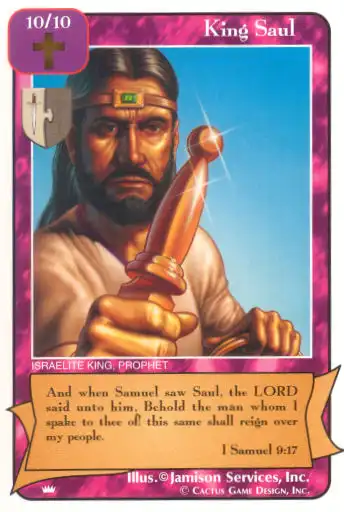 10/10
King Saul
ISRAELITE KING, PROPHET
And when Samuel saw Saul, the LORD
said unto him, Behold the man whom I
spake to thee of! this same shall reign over
my people.
I Samuel 9:17
Illus.©Jamison Services, Inc.
© CACTUS GAME DESIGN, INC.